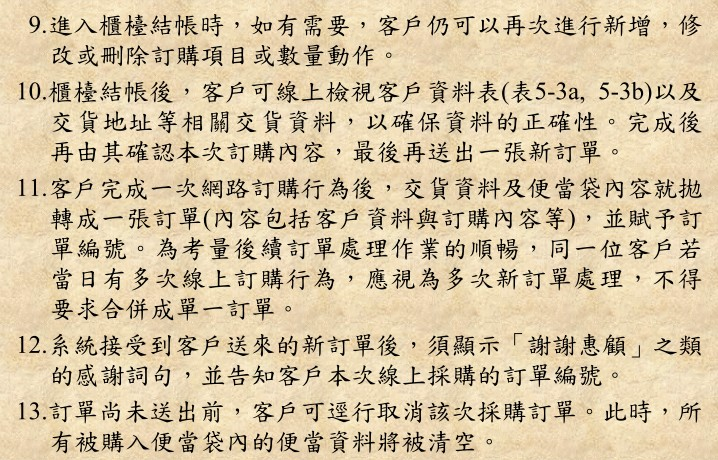 9.進入櫃檯結帳時，如有需要，客戶仍可以再次進行新增，修
改或刪除訂購項目或數量動作。
10.櫃檯結帳後，客戶可線上檢視客戶資料表(表5-3a, 5-3b)以及
交貨地址等相關交貨資料，以確保資料的正確性。完成後
再由其確認本次訂購內容，最後再送出一張新訂單。
11.客戶完成一次網路訂購行為後，交貨資料及便當袋內容就拋
轉成一張訂單(內容包括客戶資料與訂購內容等)，並賦予訂
單編號。為考量後續訂單處理作業的順暢，同一位客戶若
當日有多次線上訂購行為，應視為多次新訂單處理，不得
要求合併成單一訂單。
12.系統接受到客戶送來的新訂單後，須顯示「謝謝惠顧」之類
的感謝詞句，並告知客戶本次線上採購的訂單編號。
13.訂單尚未送出前，客戶可逕行取消該次採購訂單。此時，所
有被購入便當袋內的便當資料將被清空。